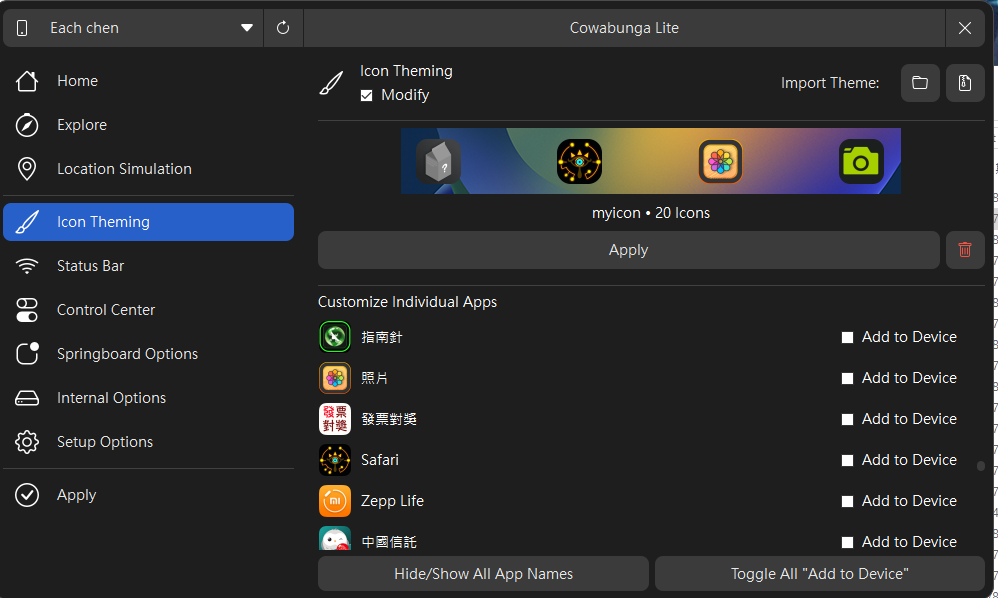 Each chen
Cowabunga Lite
Home
Explore
Location Simulation
Icon Theming
Status Bar
Control Center
Springboard Options
Internal Options
Setup Options
Apply
Icon Theming
Modify
Import Theme:
?
myicon • 20 Icons
Apply
Customize Individual Apps
指南針 Add to Device
照片 Add to Device
發票
對獎
發票對獎 Add to Device
Safari Add to Device
mi
Zepp Life Add to Device
中國信託 Add to Device
Hide/Show All App Names
Toggle All "Add to Device"